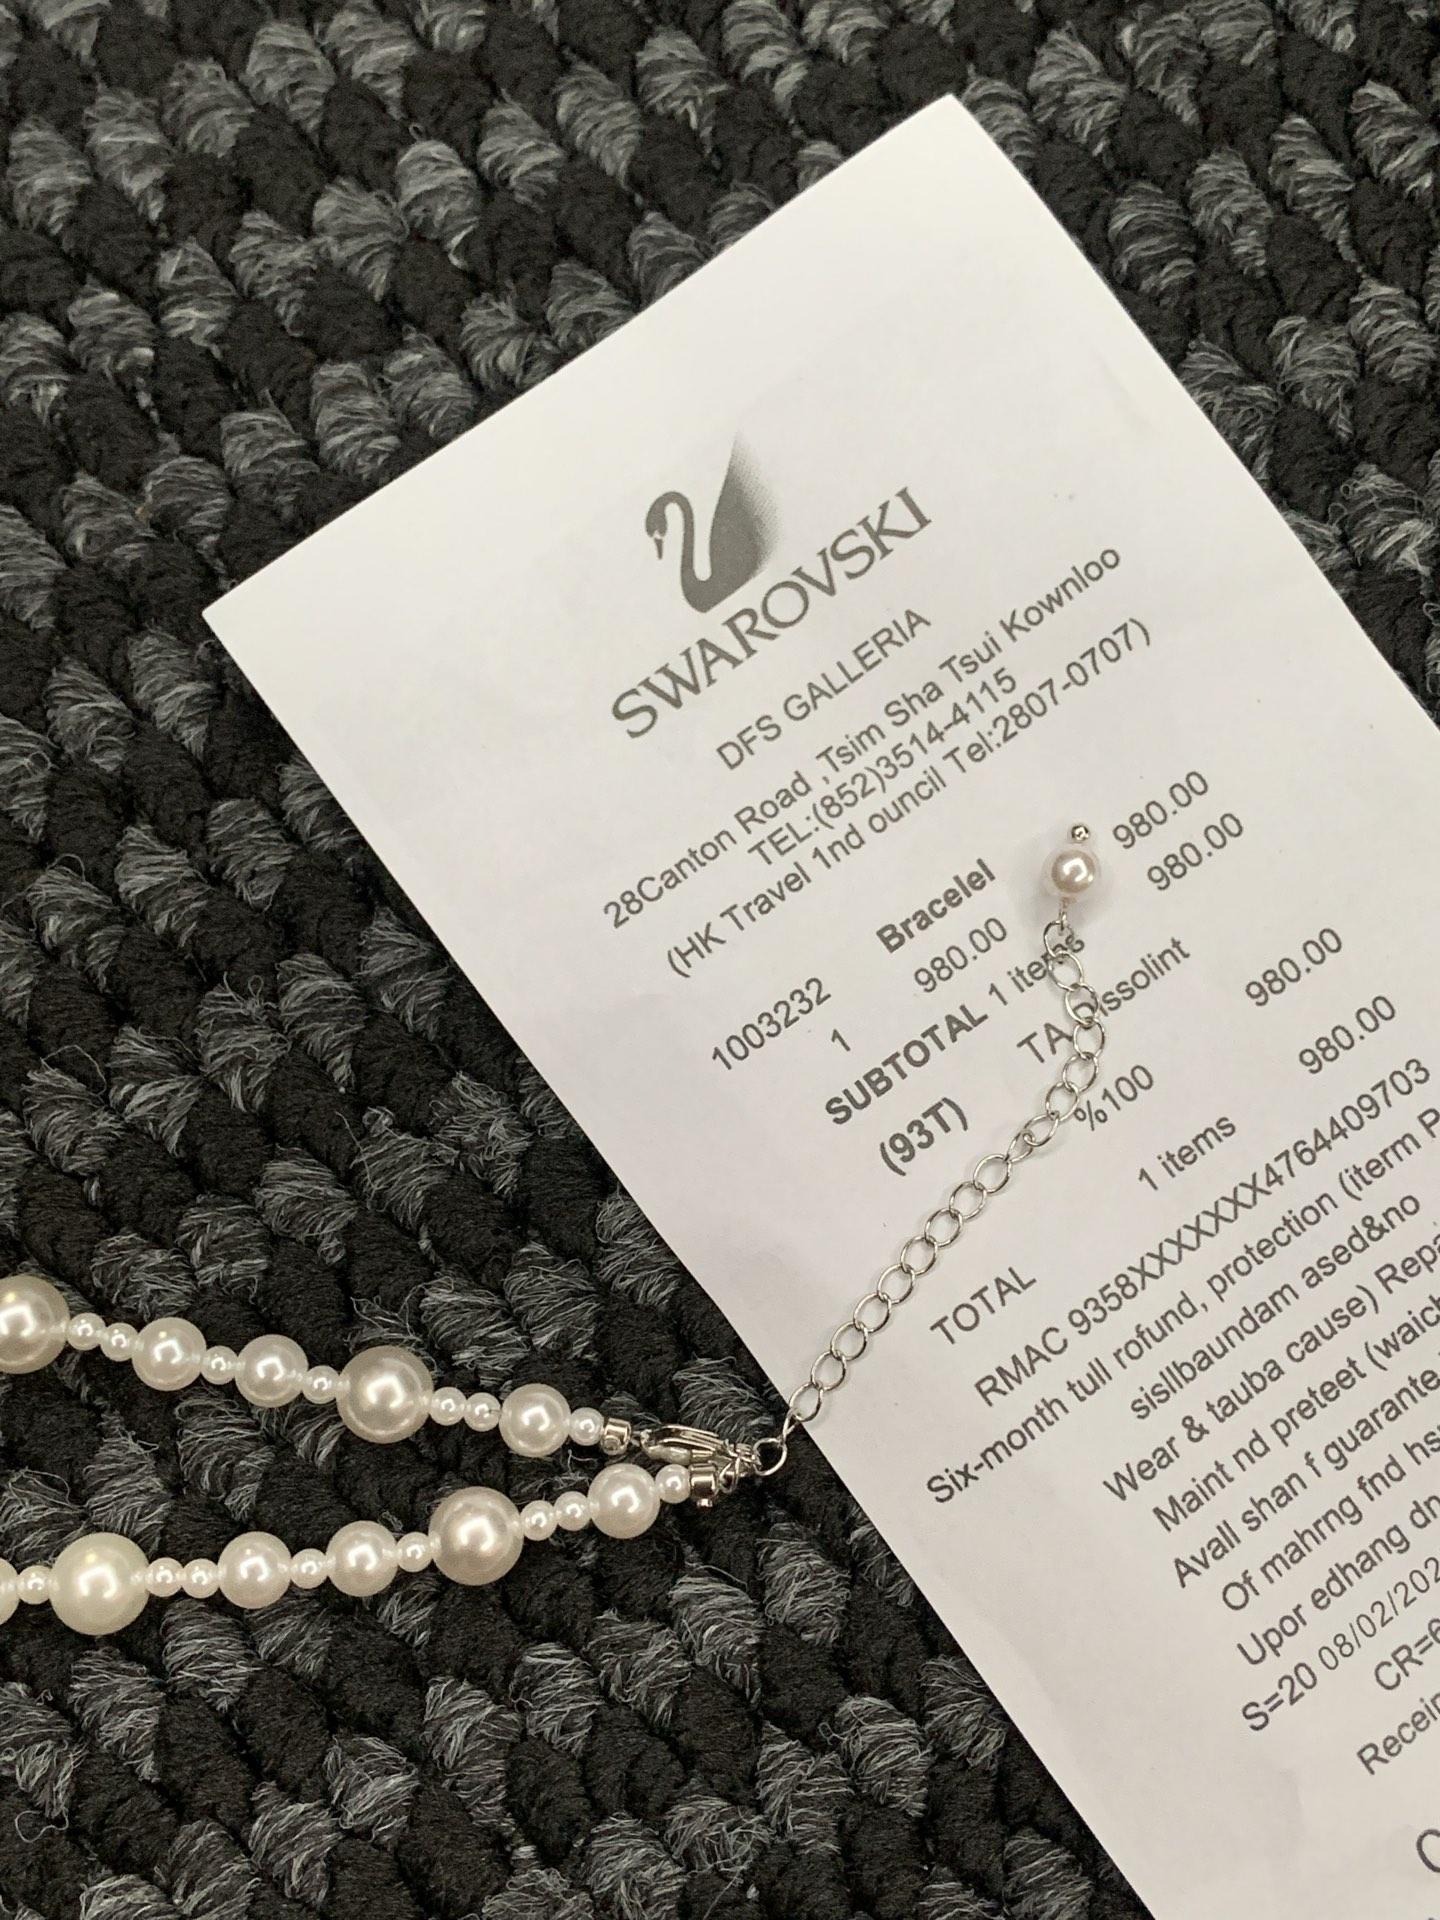 SWAROVSKI
DFS GALLERIA
28Canton Road ,Tsim Sha Tsui Kownloo
TEL:(852)3514-4115
(HK Travel 1nd ouncil Tel:2807-0707)
1003232 Bracelel 980.00
1 980.00 980.00
SUBTOTAL 1 items
(93T) TA Dissolint 980.00
%100 980.00
TOTAL 1 items
RMAC 9358XXXXXXXX4764409703
Six-month tull rofund, protection (iterm P
sisllbaundam ased&no
Wear & tauba cause) Repa
Maint nd preteet (waich
Avall shan f guarante
Of mahrng fnd hs
Upor edhang dn
S=20 08/02/202
CR=6
Recein